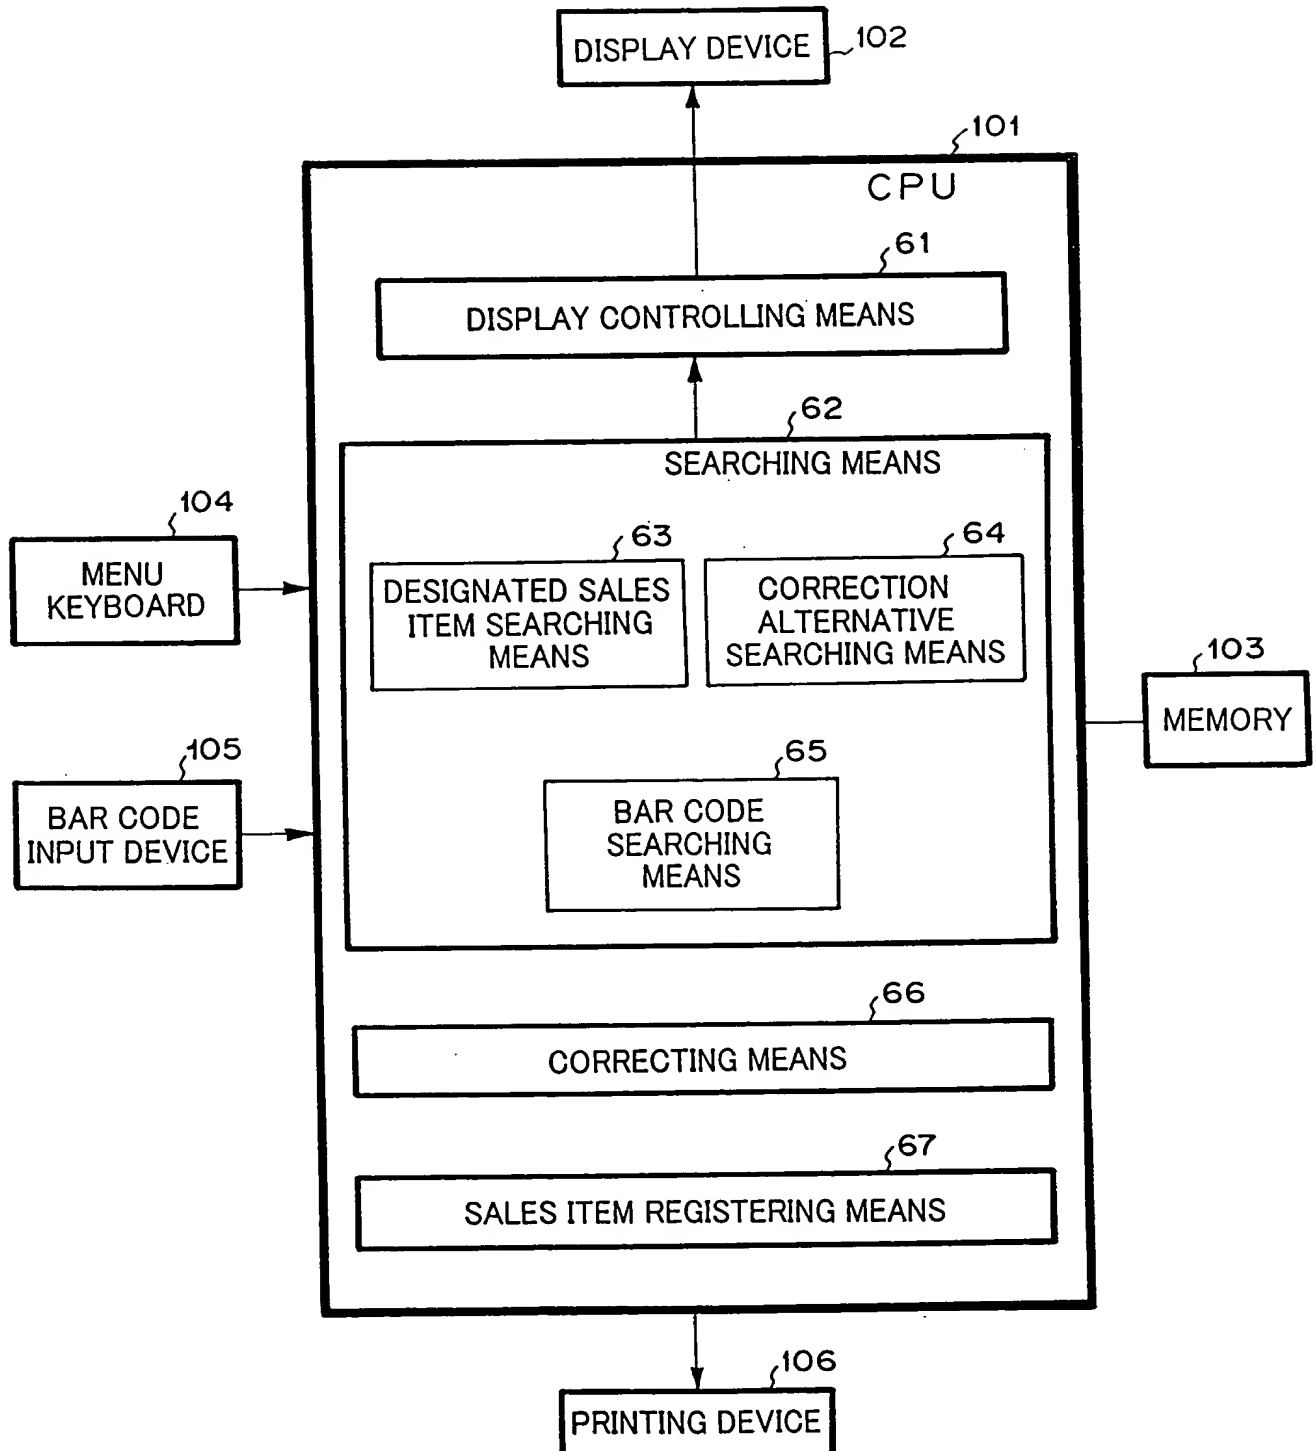 DISPLAY DEVICE
102
101
CPU
61
DISPLAY CONTROLLING MEANS
62
SEARCHING MEANS
104
MENU
KEYBOARD
63
DESIGNATED SALES
ITEM SEARCHING
MEANS
64
CORRECTION
ALTERNATIVE
SEARCHING MEANS
103
MEMORY
105
BAR CODE
INPUT DEVICE
65
BAR CODE
SEARCHING
MEANS
66
CORRECTING MEANS
67
SALES ITEM REGISTERING MEANS
106
PRINTING DEVICE